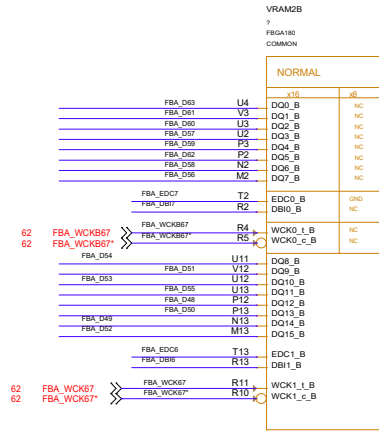 VRAM2B
?
FBGA180
COMMON
NORMAL
x16 x8
FBA_D63 U4 DQ0_B NC
FBA_D61 V3 DQ1_B NC
FBA_D60 U3 DQ2_B NC
FBA_D57 U2 DQ3_B NC
FBA_D59 P3 DQ4_B NC
FBA_D62 P2 DQ5_B NC
FBA_D58 N2 DQ6_B NC
FBA_D56 M2 DQ7_B NC
FBA_EDC7 T2 EDC0_B GND
FBA_DBI7 R2 DBI0_B NC
62 FBA_WCKB67 FBA_WCKB67 R4 WCK0_t_B NC
62 FBA_WCKB67* FBA_WCKB67* R5 WCK0_c_B NC
FBA_D54 U11 DQ8_B
FBA_D51 V12 DQ9_B
FBA_D53 U12 DQ10_B
FBA_D55 U13 DQ11_B
FBA_D48 P12 DQ12_B
FBA_D50 P13 DQ13_B
FBA_D49 N13 DQ14_B
FBA_D52 M13 DQ15_B
FBA_EDC6 T13 EDC1_B
FBA_DBI6 R13 DBI1_B
62 FBA_WCK67 FBA_WCK67 R11 WCK1_t_B
62 FBA_WCK67* FBA_WCK67* R10 WCK1_c_B